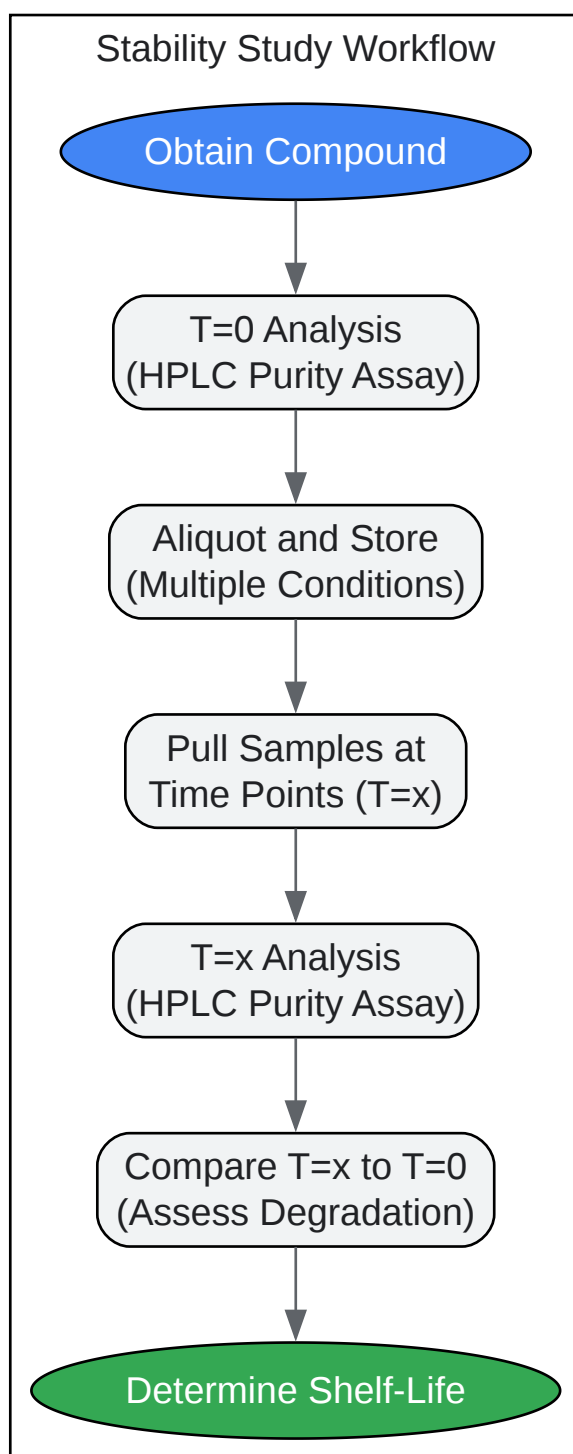 Stability Study Workflow
Obtain Compound
T=0 Analysis
(HPLC Purity Assay)
Aliquot and Store
(Multiple Conditions)
Pull Samples at
Time Points (T=x)
T=x Analysis
(HPLC Purity Assay)
Compare T=x to T=0
(Assess Degradation)
Determine Shelf-Life